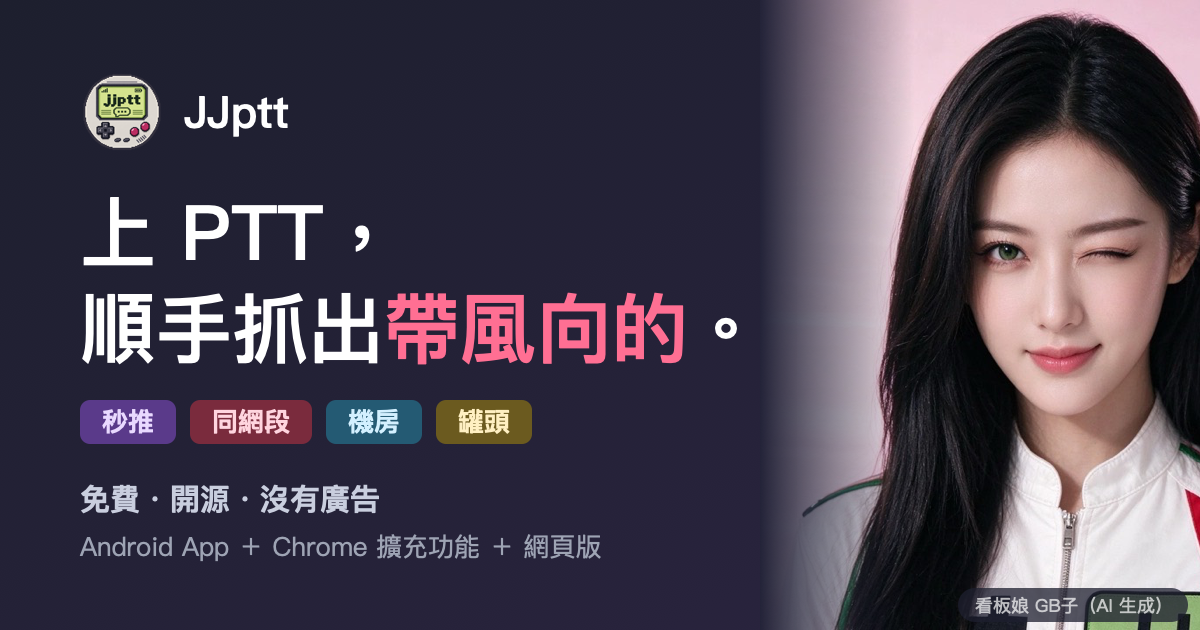 jjptt
JJptt
上 PTT，
順手抓出帶風向的。
秒推 同網段 機房 罐頭
免費 · 開源 · 沒有廣告
Android App ＋ Chrome 擴充功能 ＋ 網頁版
看板娘 GB子（AI 生成）